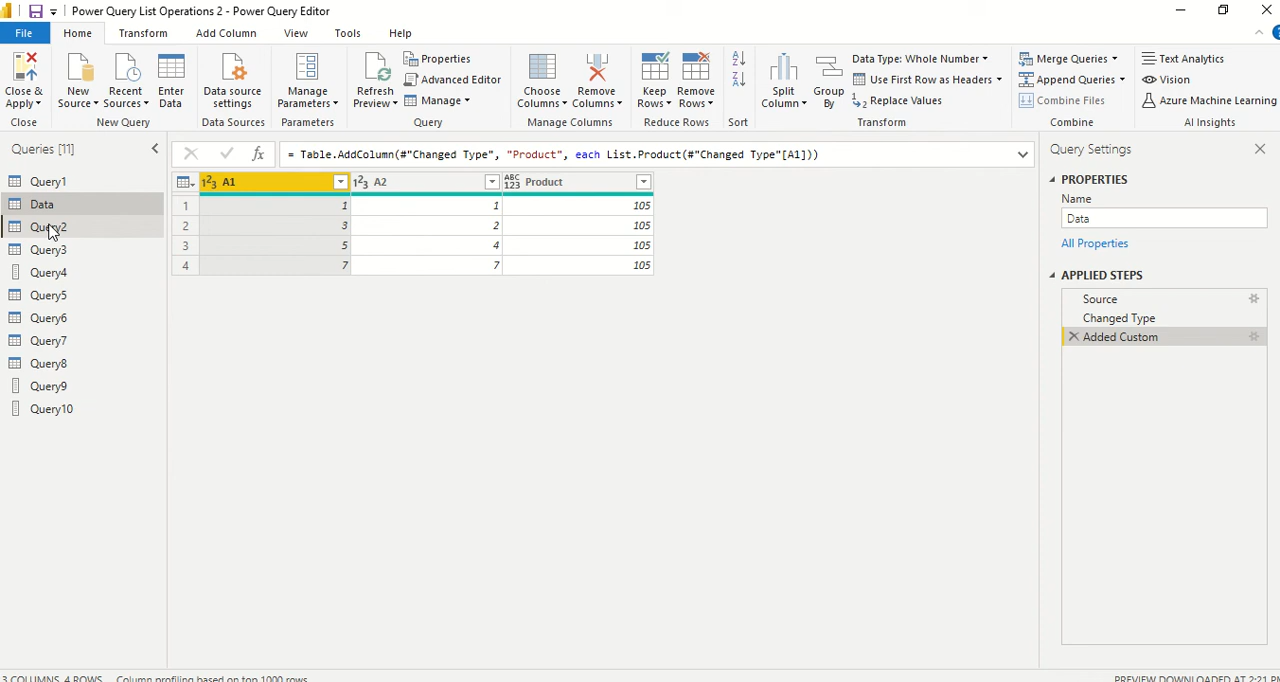 Power Query List Operations 2 - Power Query Editor
File Home Transform Add Column View Tools Help
Close & Apply
New Source
Recent Sources
Enter Data
Data source settings
Manage Parameters
Refresh Preview
Properties
Advanced Editor
Manage
Choose Columns
Remove Columns
Keep Rows
Remove Rows
Split Column
Group By
Data Type: Whole Number
Use First Row as Headers
1 2 Replace Values
Merge Queries
Append Queries
Combine Files
Text Analytics
Vision
Azure Machine Learning
Close New Query Data Sources Parameters Query Manage Columns Reduce Rows Sort Transform Combine AI Insights
Queries [11]
Query1
Data
Query2
Query3
Query4
Query5
Query6
Query7
Query8
Query9
Query10
fx = Table.AddColumn(#"Changed Type", "Product", each List.Product(#"Changed Type"[A1]))
123 A1 123 A2 ABC 123 Product
1 1 1 105
2 3 2 105
3 5 4 105
4 7 7 105
Query Settings
PROPERTIES
Name
Data
All Properties
APPLIED STEPS
Source
Changed Type
Added Custom
3 COLUMNS, 4 ROWS Column profiling based on top 1000 rows
PREVIEW DOWNLOADED AT 2:21 PM